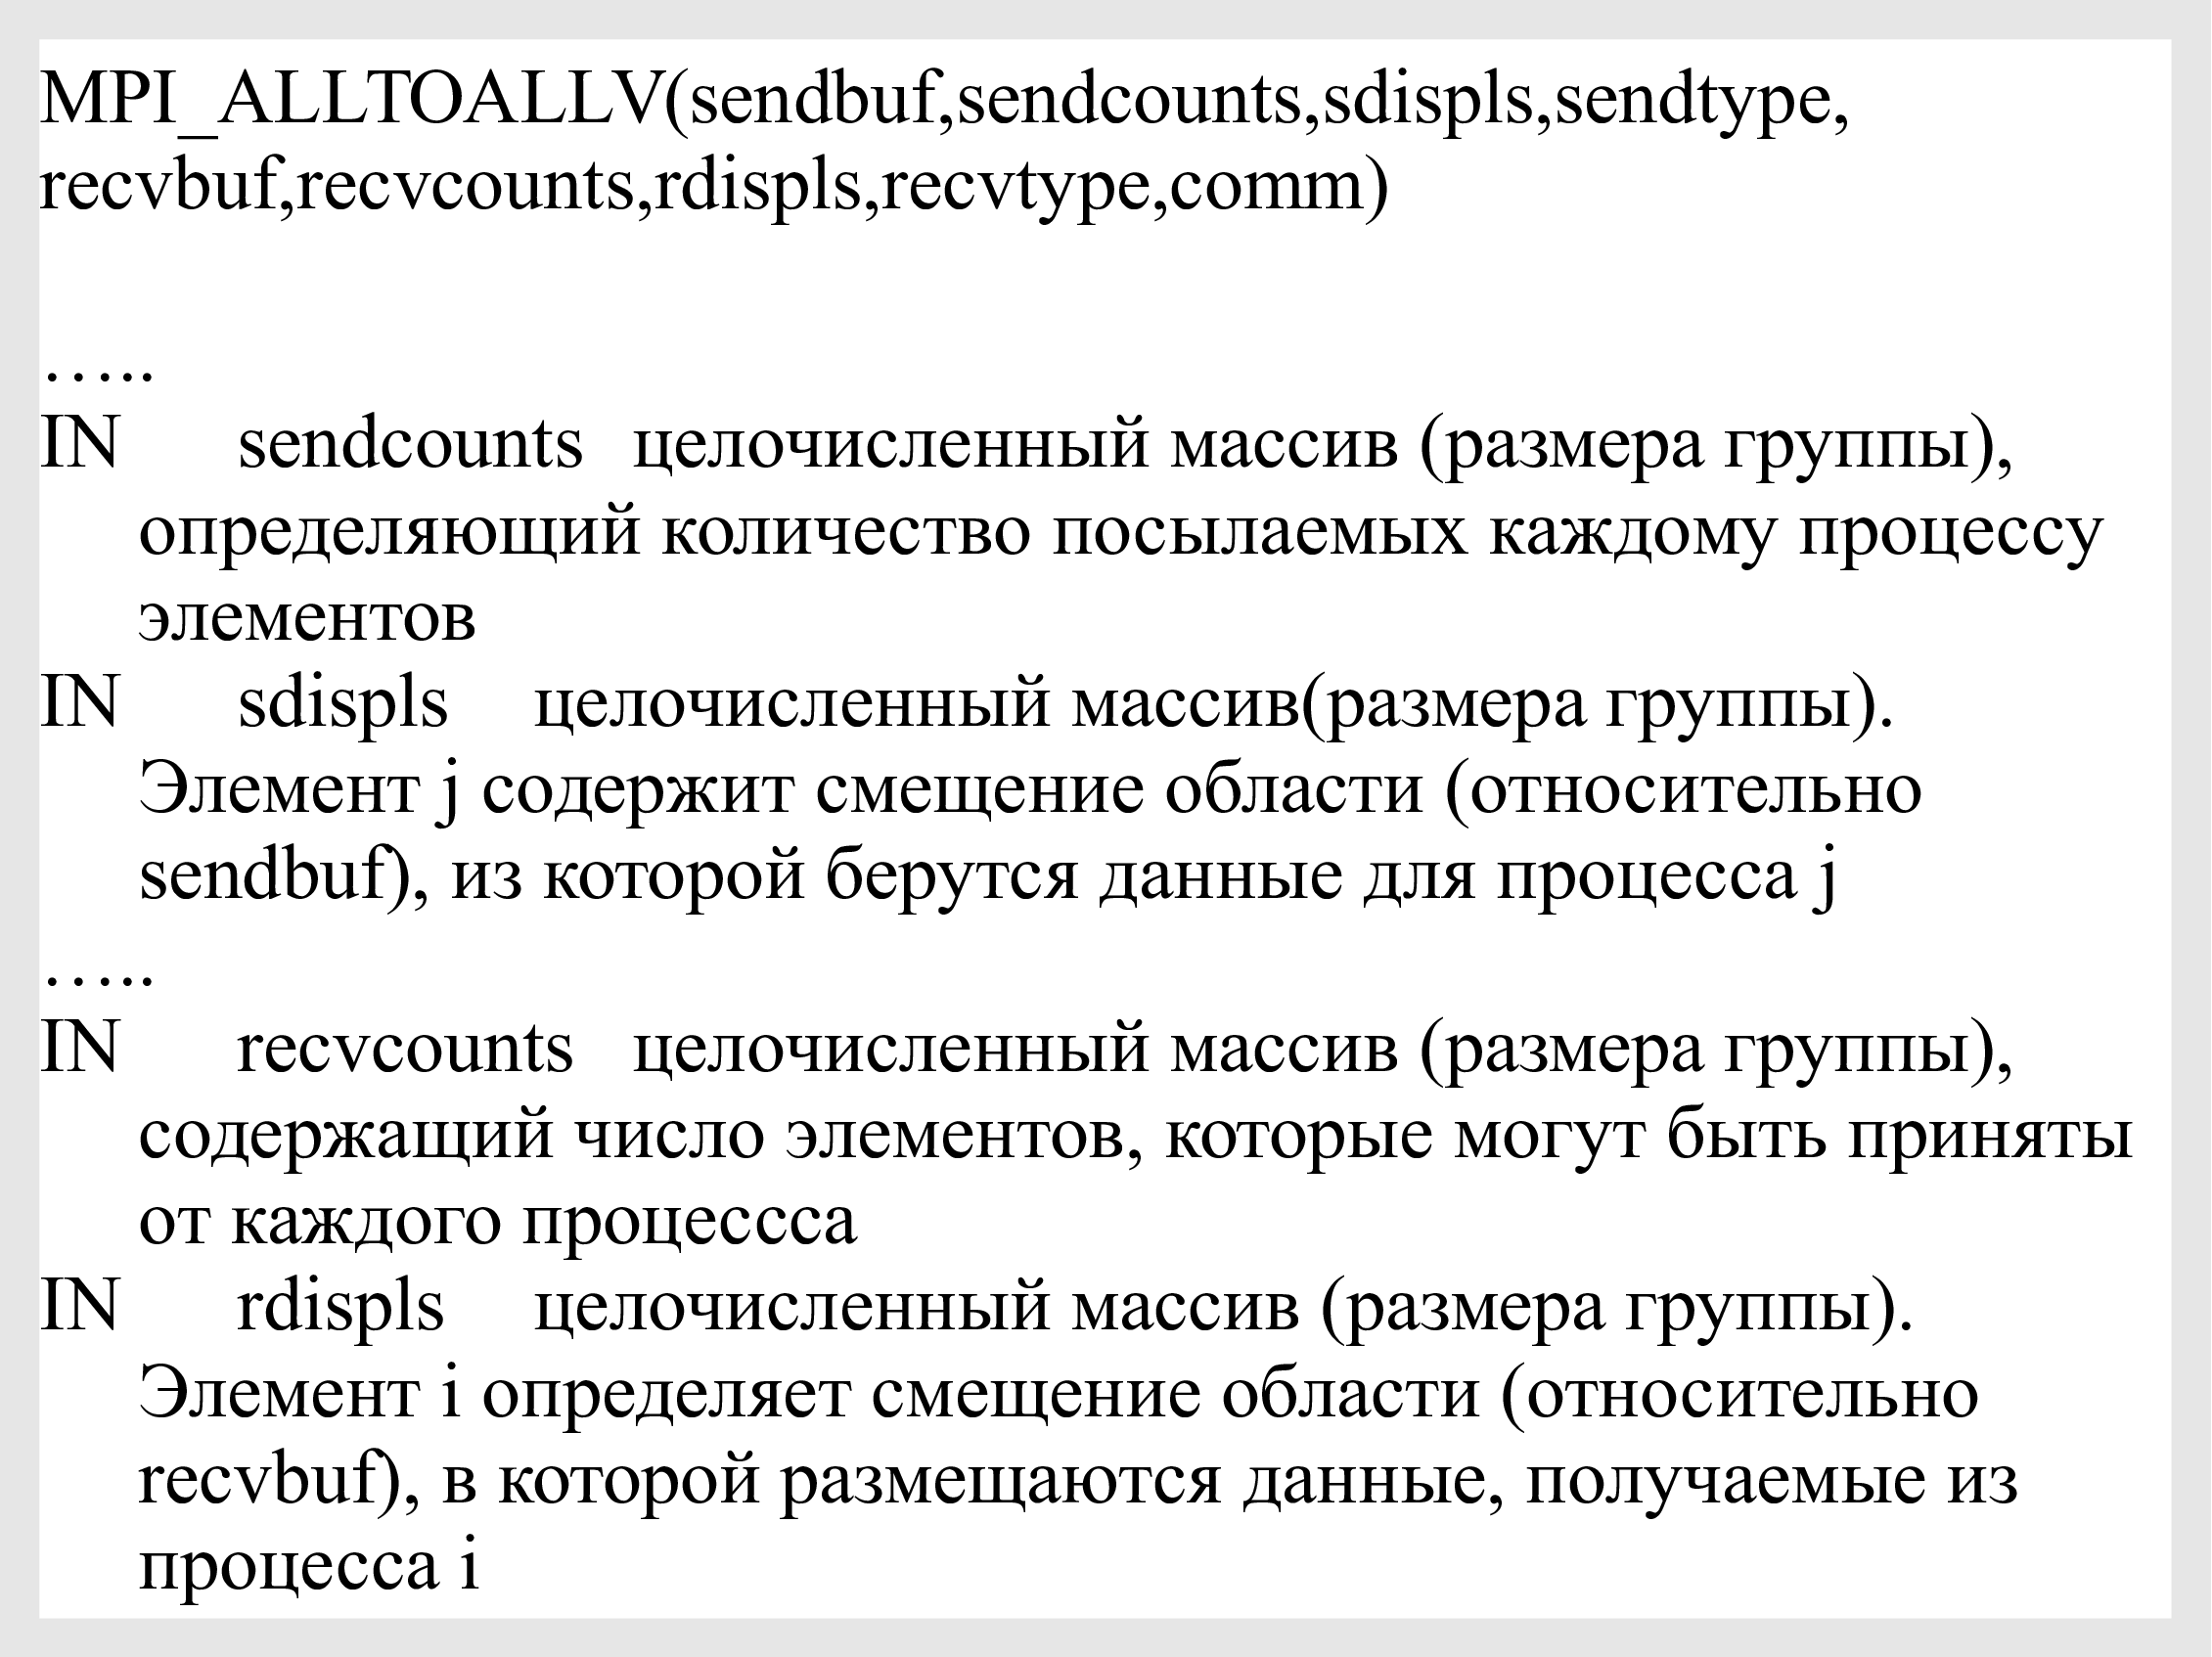 MPI_ALLTOALLV(sendbuf,sendcounts,sdispls,sendtype,
recvbuf,recvcounts,rdispls,recvtype,comm)
…..
IN sendcounts целочисленный массив (размера группы),
определяющий количество посылаемых каждому процессу
элементов
IN sdispls целочисленный массив(размера группы).
Элемент j содержит смещение области (относительно
sendbuf), из которой берутся данные для процесса j
…..
IN recvcounts целочисленный массив (размера группы),
содержащий число элементов, которые могут быть приняты
от каждого процессса
IN rdispls целочисленный массив (размера группы).
Элемент i определяет смещение области (относительно
recvbuf), в которой размещаются данные, получаемые из
процесса i